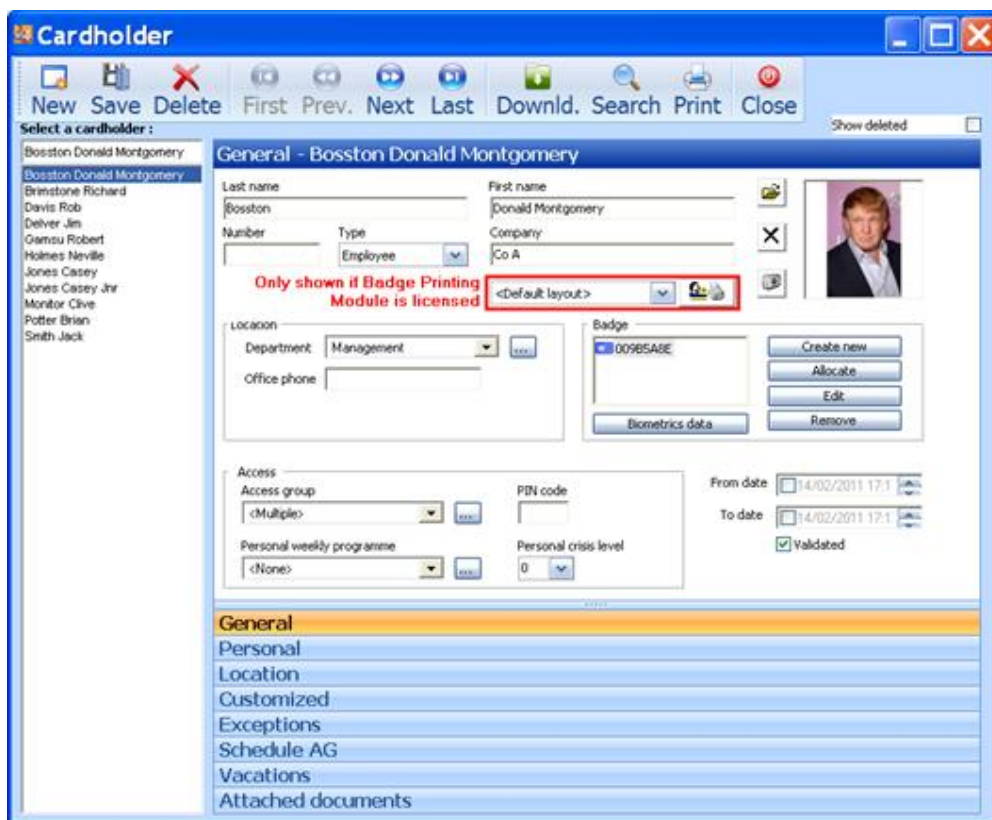 Cardholder
New Save Delete First Prev. Next Last Downld. Search Print Close
Select a cardholder :
Show deleted
Bosston Donald Montgomery
General - Bosston Donald Montgomery
Bosston Donald Montgomery
Brimstone Richard
Davis Rob
Delver Jim
Gamsu Robert
Holmes Neville
Jones Casey
Jones Casey Jnr
Monitor Clive
Potter Brian
Smith Jack
Last name
First name
Bosston
Donald Montgomery
Number
Type
Company
Employee
Co A
Only shown if Badge Printing
Module is licensed
<Default layout>
Location
Department
Management
...
Office phone
Badge
009B5A8E
Create new
Allocate
Edit
Remove
Biometrics data
Access
Access group
PIN code
<Multiple>
...
Personal weekly programme
Personal crisis level
<None>
...
0
From date
14/02/2011 17:1
To date
14/02/2011 17:1
Validated
General
Personal
Location
Customized
Exceptions
Schedule AG
Vacations
Attached documents